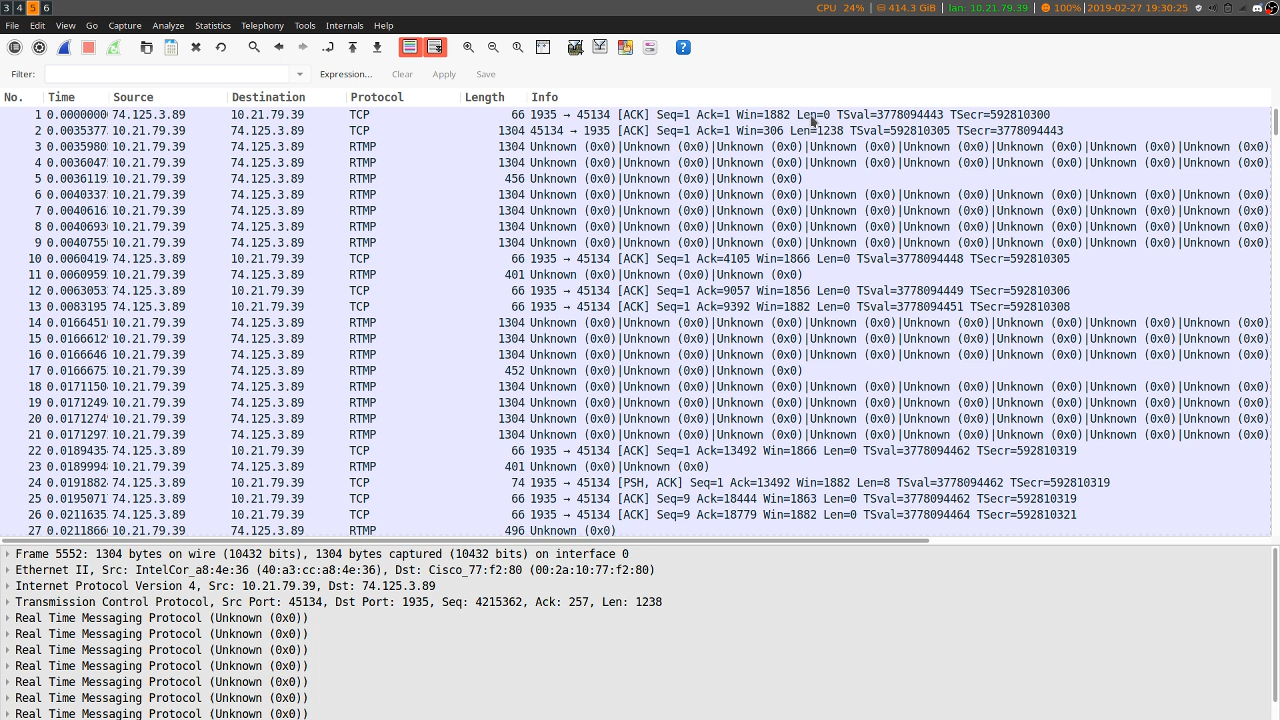 3 4 5 6 CPU 24% | 414.3 GiB | lan: 10.21.79.39 | 100% | 2019-02-27 19:30:25
File Edit View Go Capture Analyze Statistics Telephony Tools Internals Help
Filter: Expression... Clear Apply Save
No. Time Source Destination Protocol Length Info
1 0.0000000 74.125.3.89 10.21.79.39 TCP 66 1935 → 45134 [ACK] Seq=1 Ack=1 Win=1882 Len=0 TSval=3778094443 TSecr=592810300
2 0.0035377 10.21.79.39 74.125.3.89 TCP 1304 45134 → 1935 [ACK] Seq=1 Ack=1 Win=306 Len=1238 TSval=592810305 TSecr=3778094443
3 0.0035980 10.21.79.39 74.125.3.89 RTMP 1304 Unknown (0x0)|Unknown (0x0)|Unknown (0x0)|Unknown (0x0)|Unknown (0x0)|Unknown (0x0)|Unknown (0x0)|Unknown (0x0)
4 0.0036047 10.21.79.39 74.125.3.89 RTMP 1304 Unknown (0x0)|Unknown (0x0)|Unknown (0x0)|Unknown (0x0)|Unknown (0x0)|Unknown (0x0)|Unknown (0x0)|Unknown (0x0)
5 0.0036119 10.21.79.39 74.125.3.89 RTMP 456 Unknown (0x0)|Unknown (0x0)|Unknown (0x0)
6 0.0040337 10.21.79.39 74.125.3.89 RTMP 1304 Unknown (0x0)|Unknown (0x0)|Unknown (0x0)|Unknown (0x0)|Unknown (0x0)|Unknown (0x0)|Unknown (0x0)|Unknown (0x0)
7 0.0040616 10.21.79.39 74.125.3.89 RTMP 1304 Unknown (0x0)|Unknown (0x0)|Unknown (0x0)|Unknown (0x0)|Unknown (0x0)|Unknown (0x0)|Unknown (0x0)|Unknown (0x0)
8 0.0040693 10.21.79.39 74.125.3.89 RTMP 1304 Unknown (0x0)|Unknown (0x0)|Unknown (0x0)|Unknown (0x0)|Unknown (0x0)|Unknown (0x0)|Unknown (0x0)|Unknown (0x0)
9 0.0040755 10.21.79.39 74.125.3.89 RTMP 1304 Unknown (0x0)|Unknown (0x0)|Unknown (0x0)|Unknown (0x0)|Unknown (0x0)|Unknown (0x0)|Unknown (0x0)|Unknown (0x0)
10 0.0060419 74.125.3.89 10.21.79.39 TCP 66 1935 → 45134 [ACK] Seq=1 Ack=4105 Win=1866 Len=0 TSval=3778094448 TSecr=592810305
11 0.0060959 10.21.79.39 74.125.3.89 RTMP 401 Unknown (0x0)|Unknown (0x0)|Unknown (0x0)
12 0.0063053 74.125.3.89 10.21.79.39 TCP 66 1935 → 45134 [ACK] Seq=1 Ack=9057 Win=1856 Len=0 TSval=3778094449 TSecr=592810306
13 0.0083195 74.125.3.89 10.21.79.39 TCP 66 1935 → 45134 [ACK] Seq=1 Ack=9392 Win=1882 Len=0 TSval=3778094451 TSecr=592810308
14 0.0166451 10.21.79.39 74.125.3.89 RTMP 1304 Unknown (0x0)|Unknown (0x0)|Unknown (0x0)|Unknown (0x0)|Unknown (0x0)|Unknown (0x0)|Unknown (0x0)|Unknown (0x0)
15 0.0166612 10.21.79.39 74.125.3.89 RTMP 1304 Unknown (0x0)|Unknown (0x0)|Unknown (0x0)|Unknown (0x0)|Unknown (0x0)|Unknown (0x0)|Unknown (0x0)|Unknown (0x0)
16 0.0166646 10.21.79.39 74.125.3.89 RTMP 1304 Unknown (0x0)|Unknown (0x0)|Unknown (0x0)|Unknown (0x0)|Unknown (0x0)|Unknown (0x0)|Unknown (0x0)|Unknown (0x0)
17 0.0166675 10.21.79.39 74.125.3.89 RTMP 452 Unknown (0x0)|Unknown (0x0)|Unknown (0x0)
18 0.0171150 10.21.79.39 74.125.3.89 RTMP 1304 Unknown (0x0)|Unknown (0x0)|Unknown (0x0)|Unknown (0x0)|Unknown (0x0)|Unknown (0x0)|Unknown (0x0)|Unknown (0x0)
19 0.0171249 10.21.79.39 74.125.3.89 RTMP 1304 Unknown (0x0)|Unknown (0x0)|Unknown (0x0)|Unknown (0x0)|Unknown (0x0)|Unknown (0x0)|Unknown (0x0)|Unknown (0x0)
20 0.0171274 10.21.79.39 74.125.3.89 RTMP 1304 Unknown (0x0)|Unknown (0x0)|Unknown (0x0)|Unknown (0x0)|Unknown (0x0)|Unknown (0x0)|Unknown (0x0)|Unknown (0x0)
21 0.0171297 10.21.79.39 74.125.3.89 RTMP 1304 Unknown (0x0)|Unknown (0x0)|Unknown (0x0)|Unknown (0x0)|Unknown (0x0)|Unknown (0x0)|Unknown (0x0)|Unknown (0x0)
22 0.0189435 74.125.3.89 10.21.79.39 TCP 66 1935 → 45134 [ACK] Seq=1 Ack=13492 Win=1866 Len=0 TSval=3778094462 TSecr=592810319
23 0.0189994 10.21.79.39 74.125.3.89 RTMP 401 Unknown (0x0)|Unknown (0x0)
24 0.0191882 74.125.3.89 10.21.79.39 TCP 74 1935 → 45134 [PSH, ACK] Seq=1 Ack=13492 Win=1882 Len=8 TSval=3778094462 TSecr=592810319
25 0.0195071 74.125.3.89 10.21.79.39 TCP 66 1935 → 45134 [ACK] Seq=9 Ack=18444 Win=1863 Len=0 TSval=3778094462 TSecr=592810319
26 0.0211635 74.125.3.89 10.21.79.39 TCP 66 1935 → 45134 [ACK] Seq=9 Ack=18779 Win=1882 Len=0 TSval=3778094464 TSecr=592810321
27 0.0211866 10.21.79.39 74.125.3.89 RTMP 496 Unknown (0x0)
Frame 5552: 1304 bytes on wire (10432 bits), 1304 bytes captured (10432 bits) on interface 0
Ethernet II, Src: IntelCor_a8:4e:36 (40:a3:cc:a8:4e:36), Dst: Cisco_77:f2:80 (00:2a:10:77:f2:80)
Internet Protocol Version 4, Src: 10.21.79.39, Dst: 74.125.3.89
Transmission Control Protocol, Src Port: 45134, Dst Port: 1935, Seq: 4215362, Ack: 257, Len: 1238
Real Time Messaging Protocol (Unknown (0x0))
Real Time Messaging Protocol (Unknown (0x0))
Real Time Messaging Protocol (Unknown (0x0))
Real Time Messaging Protocol (Unknown (0x0))
Real Time Messaging Protocol (Unknown (0x0))
Real Time Messaging Protocol (Unknown (0x0))
Real Time Messaging Protocol (Unknown (0x0))